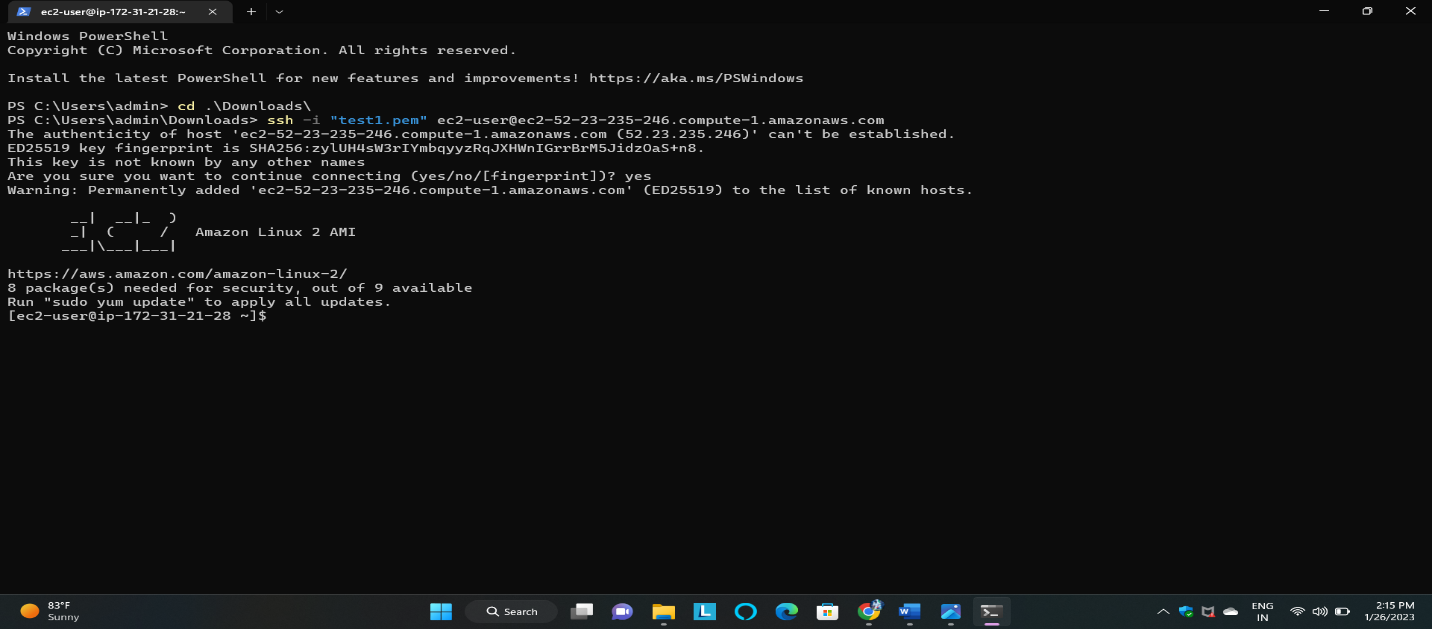 ec2-user@ip-172-31-21-28:~
Windows PowerShell
Copyright (C) Microsoft Corporation. All rights reserved.
Install the latest PowerShell for new features and improvements! https://aka.ms/PSWindows
PS C:\Users\admin> cd .\Downloads\
PS C:\Users\admin\Downloads> ssh -i "test1.pem" ec2-user@ec2-52-23-235-246.compute-1.amazonaws.com
The authenticity of host 'ec2-52-23-235-246.compute-1.amazonaws.com (52.23.235.246)' can't be established.
ED25519 key fingerprint is SHA256:zylUH4sW3rIYmbqyyzRqJXHWnIGrrBrM5JidzOaS+n8.
This key is not known by any other names
Are you sure you want to continue connecting (yes/no/[fingerprint])? yes
Warning: Permanently added 'ec2-52-23-235-246.compute-1.amazonaws.com' (ED25519) to the list of known hosts.
       __|  __|_  )
       _|  (     /   Amazon Linux 2 AMI
      ___|\___|___|
https://aws.amazon.com/amazon-linux-2/
8 package(s) needed for security, out of 9 available
Run "sudo yum update" to apply all updates.
[ec2-user@ip-172-31-21-28 ~]$
83°F
Sunny
Search
ENG
IN
2:15 PM
1/26/2023